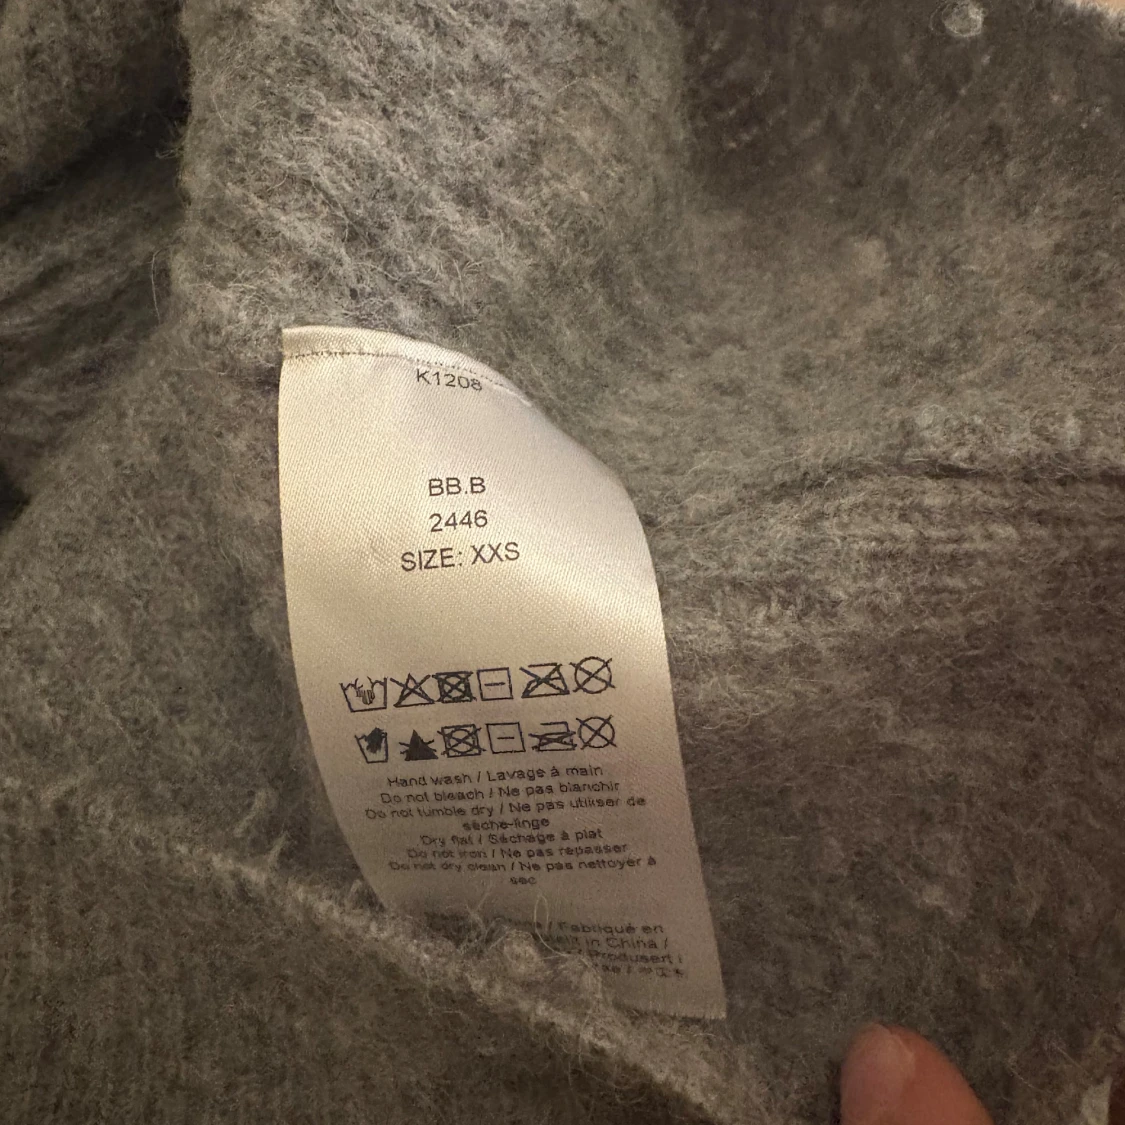 K1208
BB.B
2446
SIZE: XXS
Hand wash / Lavage à main
Do not bleach / Ne pas blanchir
Do not tumble dry / Ne pas utiliser de
sèche-linge
Dry flat / Séchage à plat
Do not iron / Ne pas repasser
Do not dry clean / Ne pas nettoyer à
sec
/ Fabriqué en
in China /
/ Produsert i